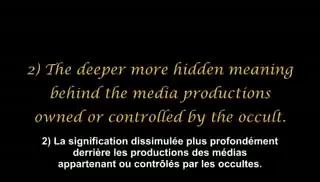 2) The deeper more hidden meaning
behind the media productions
owned or controlled by the occult.
2) La signification dissimulée plus profondément
derrière les productions des médias
appartenant ou contrôlés par les occultes.